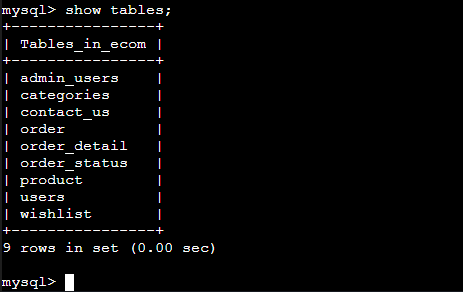 mysql> show tables;
+----------------+
| Tables_in_ecom |
+----------------+
| admin_users    |
| categories     |
| contact_us     |
| order          |
| order_detail   |
| order_status   |
| product        |
| users          |
| wishlist       |
+----------------+
9 rows in set (0.00 sec)
mysql>